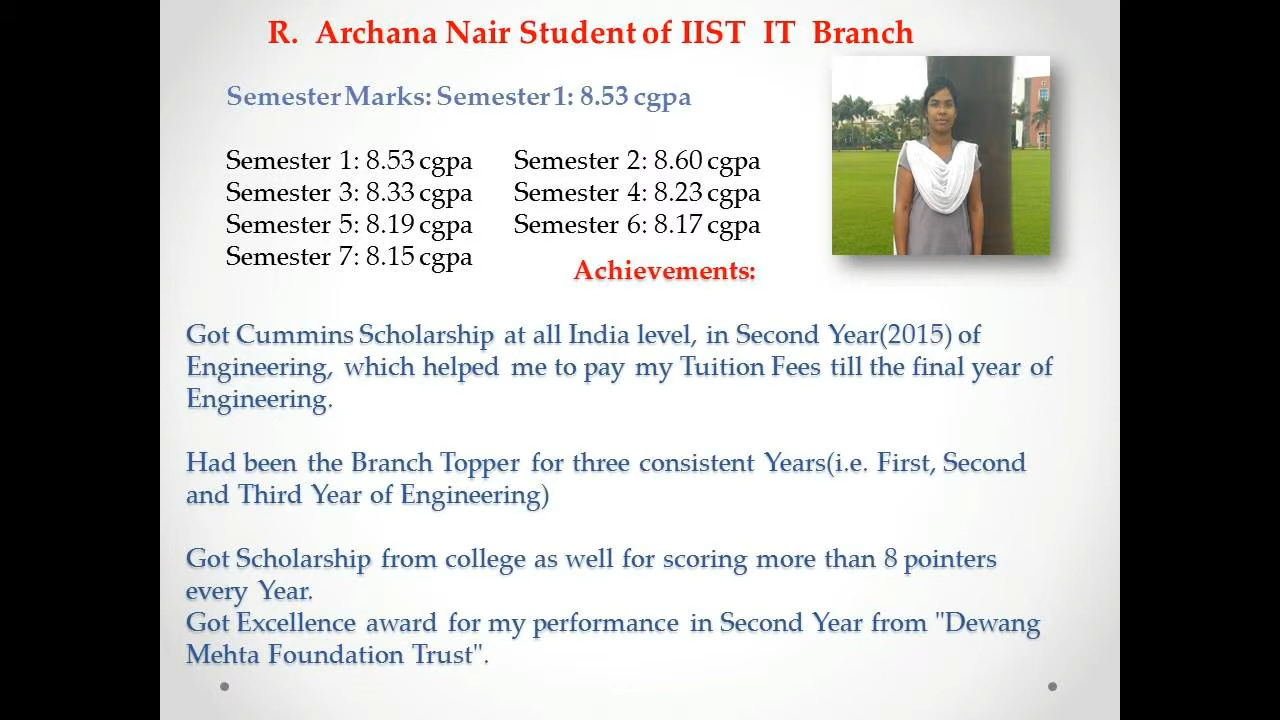 R. Archana Nair Student of IIST IT Branch
Semester Marks: Semester 1: 8.53 cgpa
Semester 1: 8.53 cgpa Semester 2: 8.60 cgpa
Semester 3: 8.33 cgpa Semester 4: 8.23 cgpa
Semester 5: 8.19 cgpa Semester 6: 8.17 cgpa
Semester 7: 8.15 cgpa
Achievements:
Got Cummins Scholarship at all India level, in Second Year(2015) of
Engineering, which helped me to pay my Tuition Fees till the final year of
Engineering.
Had been the Branch Topper for three consistent Years(i.e. First, Second
and Third Year of Engineering)
Got Scholarship from college as well for scoring more than 8 pointers
every Year.
Got Excellence award for my performance in Second Year from "Dewang
Mehta Foundation Trust".